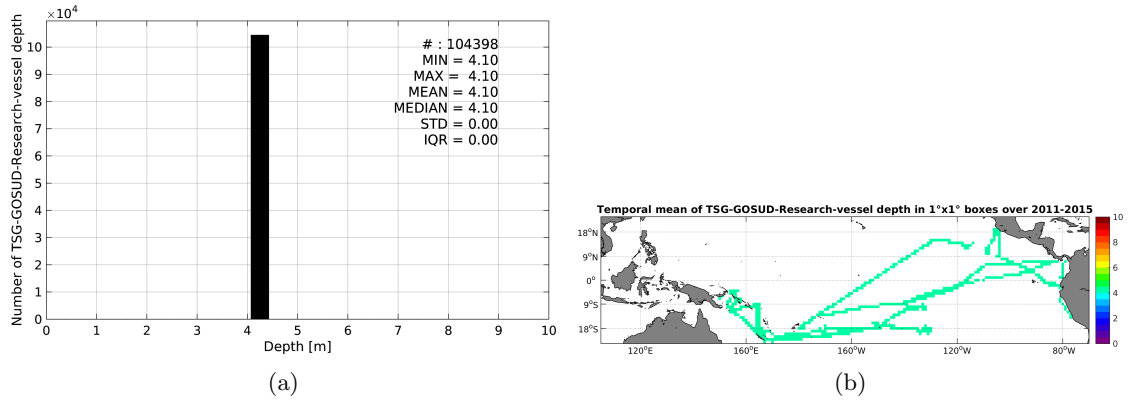 ×10⁴
Number of TSG-GOSUD-Research-vessel depth
10
9
8
7
6
5
4
3
2
1
0
# : 104398
MIN = 4.10
MAX = 4.10
MEAN = 4.10
MEDIAN = 4.10
STD = 0.00
IQR = 0.00
0 1 2 3 4 5 6 7 8 9 10
Depth [m]
(a)
Temporal mean of TSG-GOSUD-Research-vessel depth in 1°x1° boxes over 2011-2015
18°N
9°N
0°
9°S
18°S
120°E 160°E 160°W 120°W 80°W
10
8
6
4
2
0
(b)